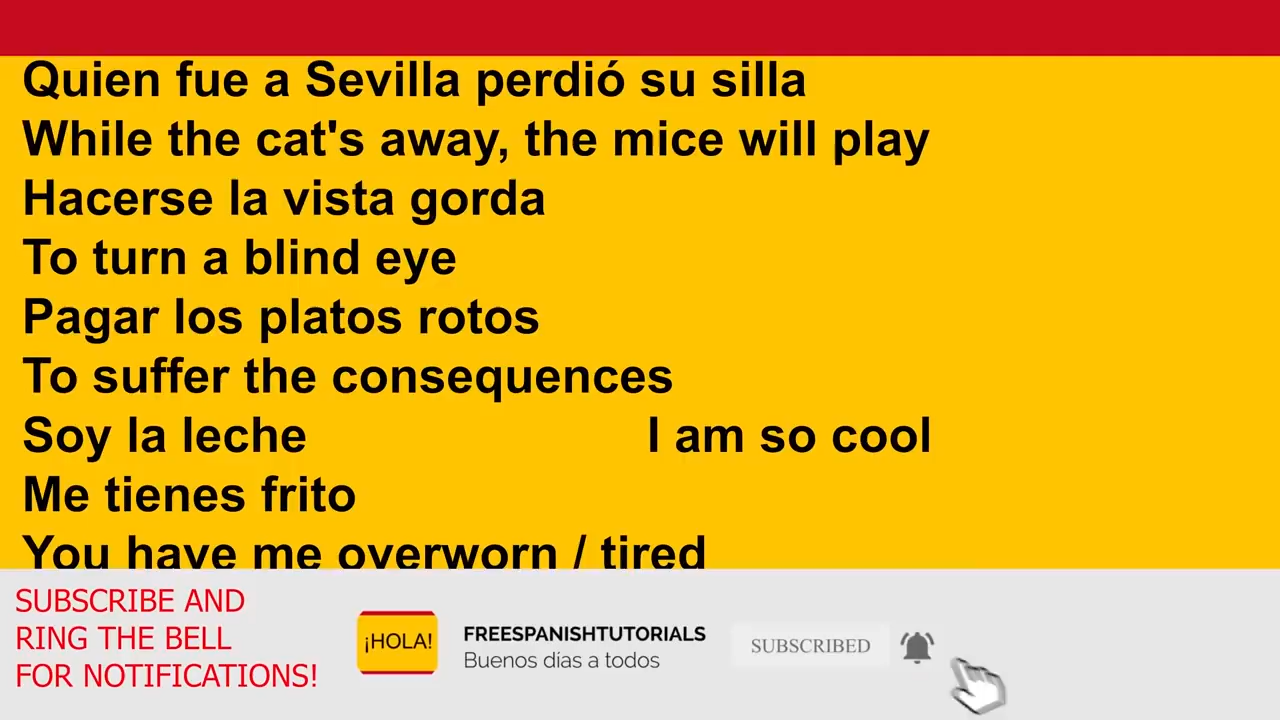 Quien fue a Sevilla perdió su silla
While the cat's away, the mice will play
Hacerse la vista gorda
To turn a blind eye
Pagar los platos rotos
To suffer the consequences
Soy la leche I am so cool
Me tienes frito
You have me overworn / tired
SUBSCRIBE AND
RING THE BELL
FOR NOTIFICATIONS!
¡HOLA!
FREESPANISHTUTORIALS
Buenos días a todos
SUBSCRIBED